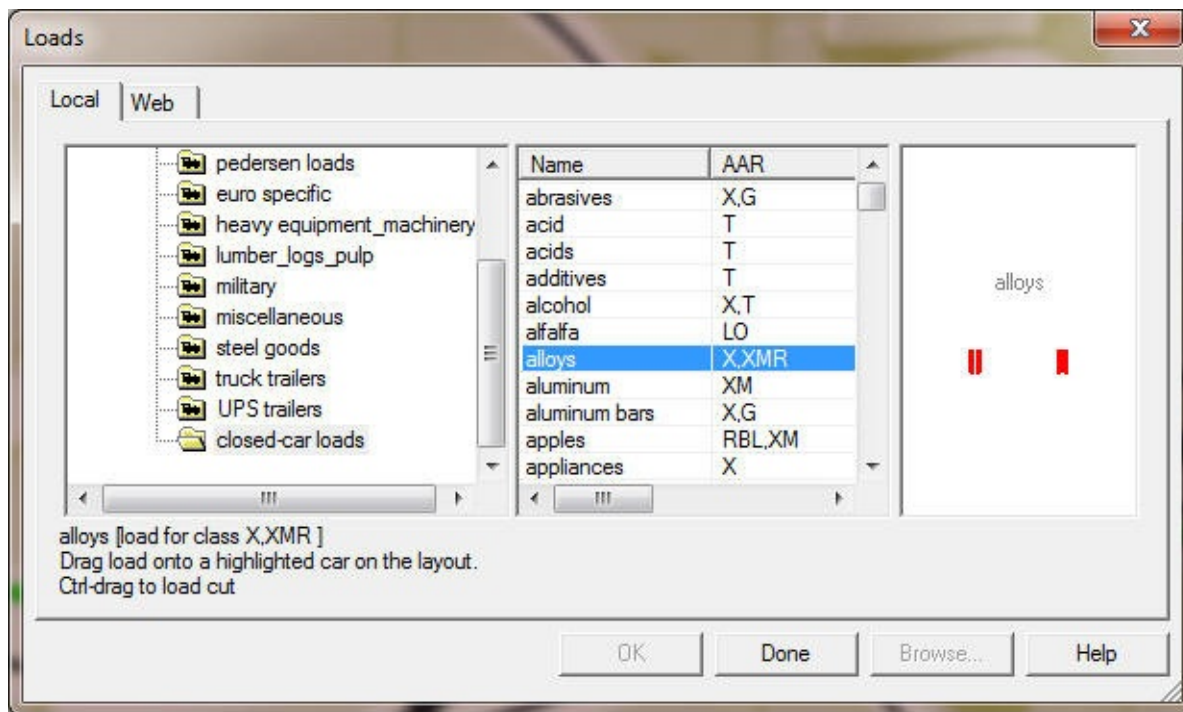 Loads
X
Local
Web
pedersen loads
euro specific
heavy equipment_machinery
lumber_logs_pulp
military
miscellaneous
steel goods
truck trailers
UPS trailers
closed-car loads
Name AAR
abrasives X,G
acid T
acids T
additives T
alcohol X,T
alfalfa LO
alloys X,XMR
aluminum XM
aluminum bars X,G
apples RBL,XM
appliances X
alloys
alloys [load for class X,XMR ]
Drag load onto a highlighted car on the layout.
Ctrl-drag to load cut
OK
Done
Browse...
Help